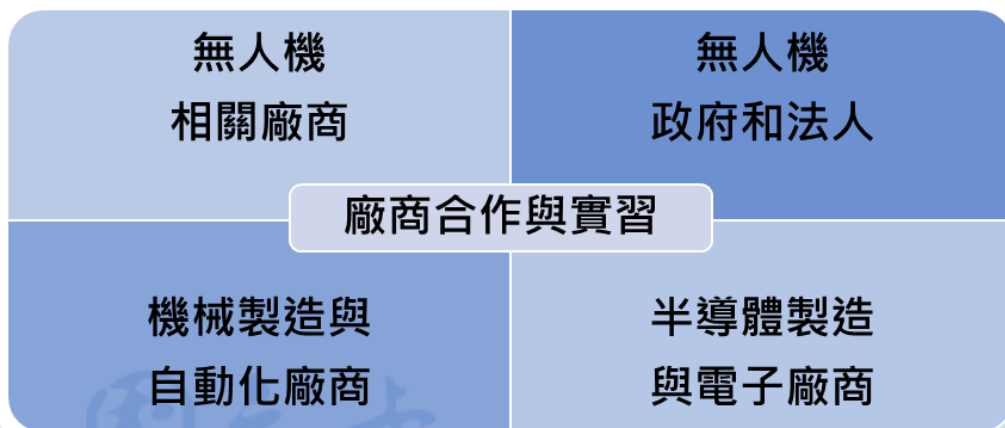 無人機
相關廠商
無人機
政府和法人
廠商合作與實習
機械製造與
自動化廠商
半導體製造
與電子廠商